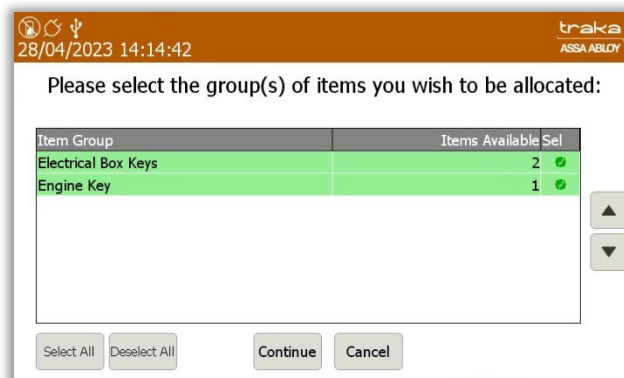 traka
28/04/2023 14:14:42
ASSA ABLOY
Please select the group(s) of items you wish to be allocated:
Item Group Items Available Sel
Electrical Box Keys 2
Engine Key 1
Select All Deselect All Continue Cancel